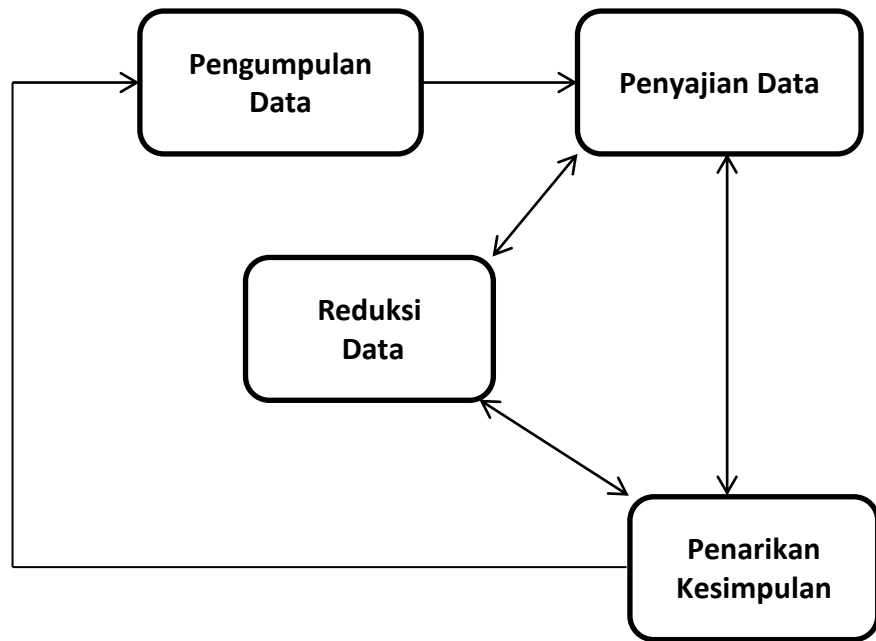 Pengumpulan
Data
Penyajian Data
Reduksi
Data
Penarikan
Kesimpulan